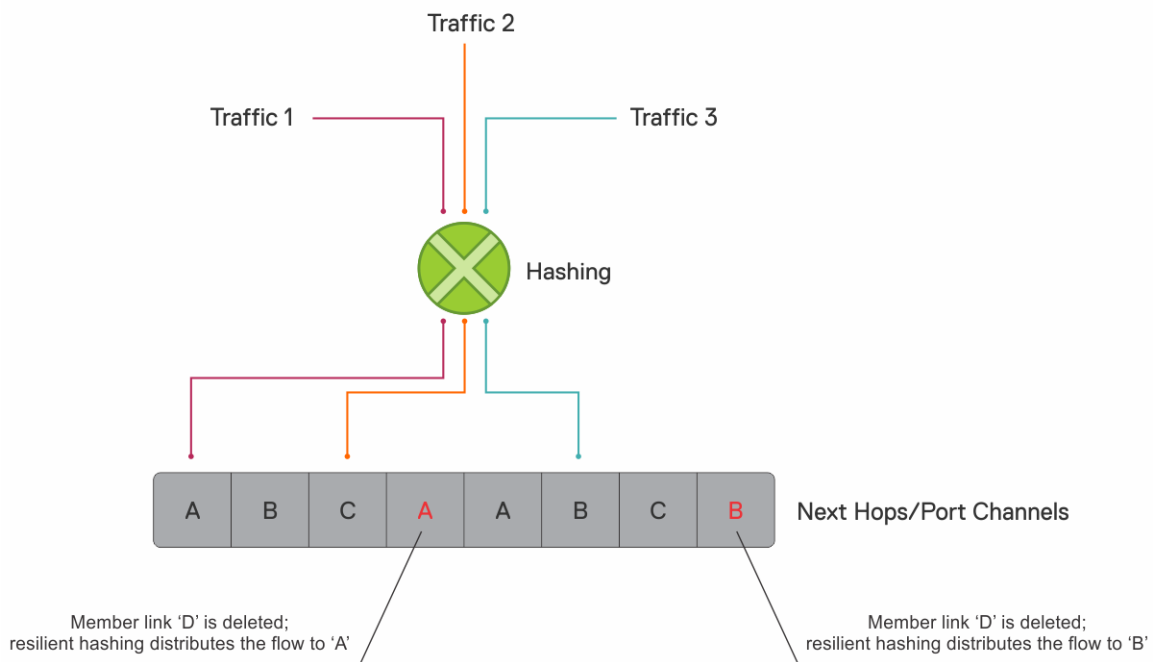 Traffic 2
Traffic 1
Traffic 3
Hashing
A B C A A B C B
Next Hops/Port Channels
Member link ‘D’ is deleted;
resilient hashing distributes the flow to ‘A’
Member link ‘D’ is deleted;
resilient hashing distributes the flow to ‘B’